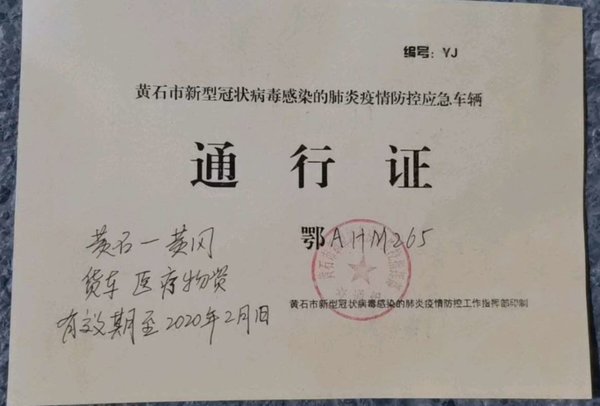 编号: YJ
黄石市新型冠状病毒感染的肺炎疫情防控应急车辆
通行证
黄石一黄冈
鄂AHM265
货车 医疗物资
黄石市新型冠状病毒感染的肺炎疫情防控工作指挥部印制
有效期至2020年2月1日